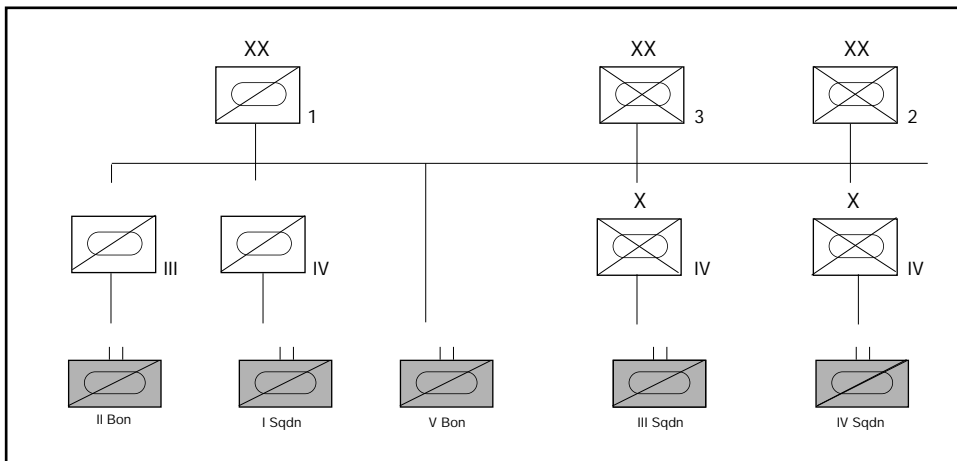 XX XX XX
1 3 2
X X
III IV IV IV
II Bon I Sqdn V Bon III Sqdn IV Sqdn